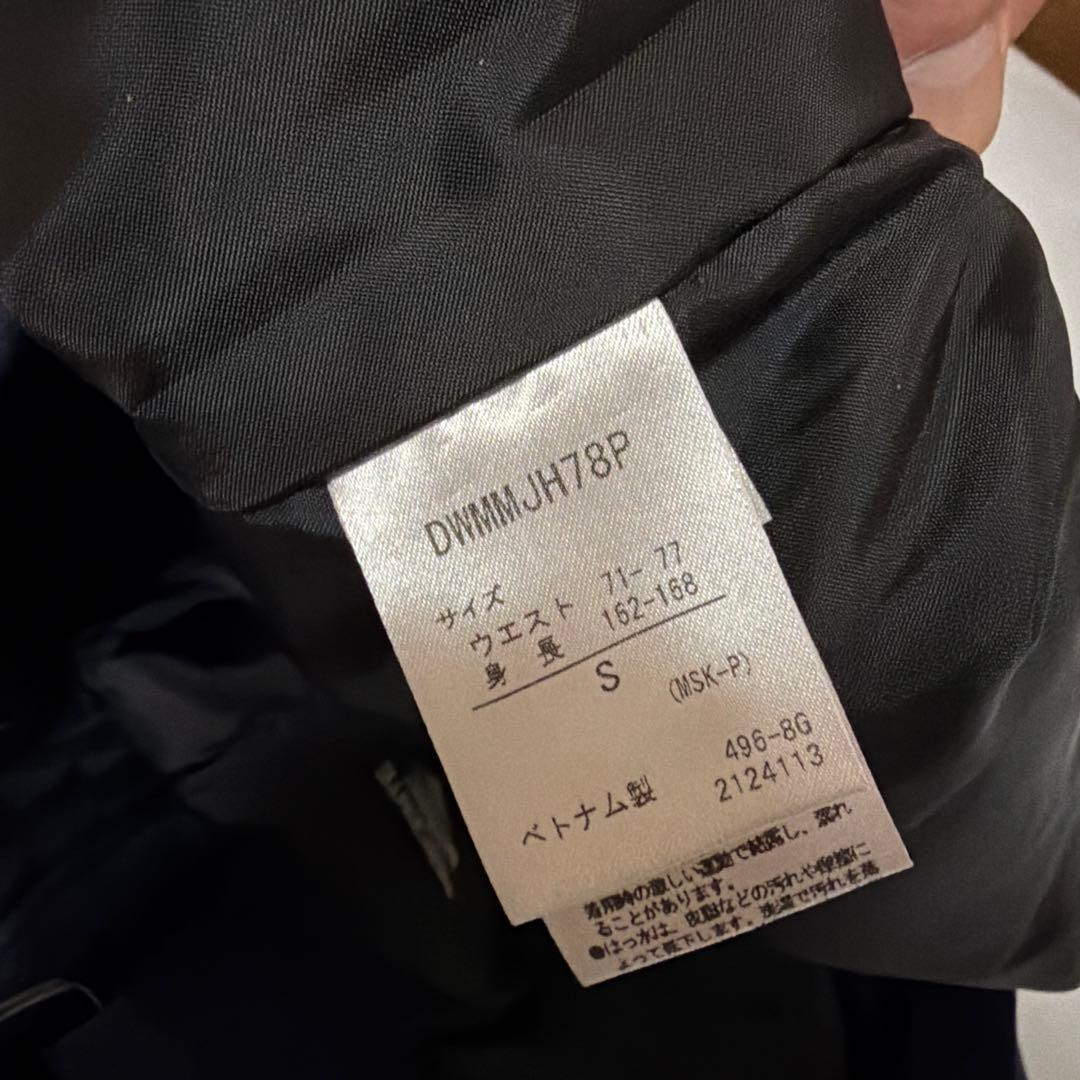 DWMMJH78P
サイズ
ウエスト 71- 77
身 長 162-168
S
(MSK-P)
496-8G
ベトナム製 2124113
着用時の激しい運動で結露し、濡れ
ることがあります。
●はっ水は、皮脂などの汚れや摩擦に
よって低下します。洗濯で汚れを落